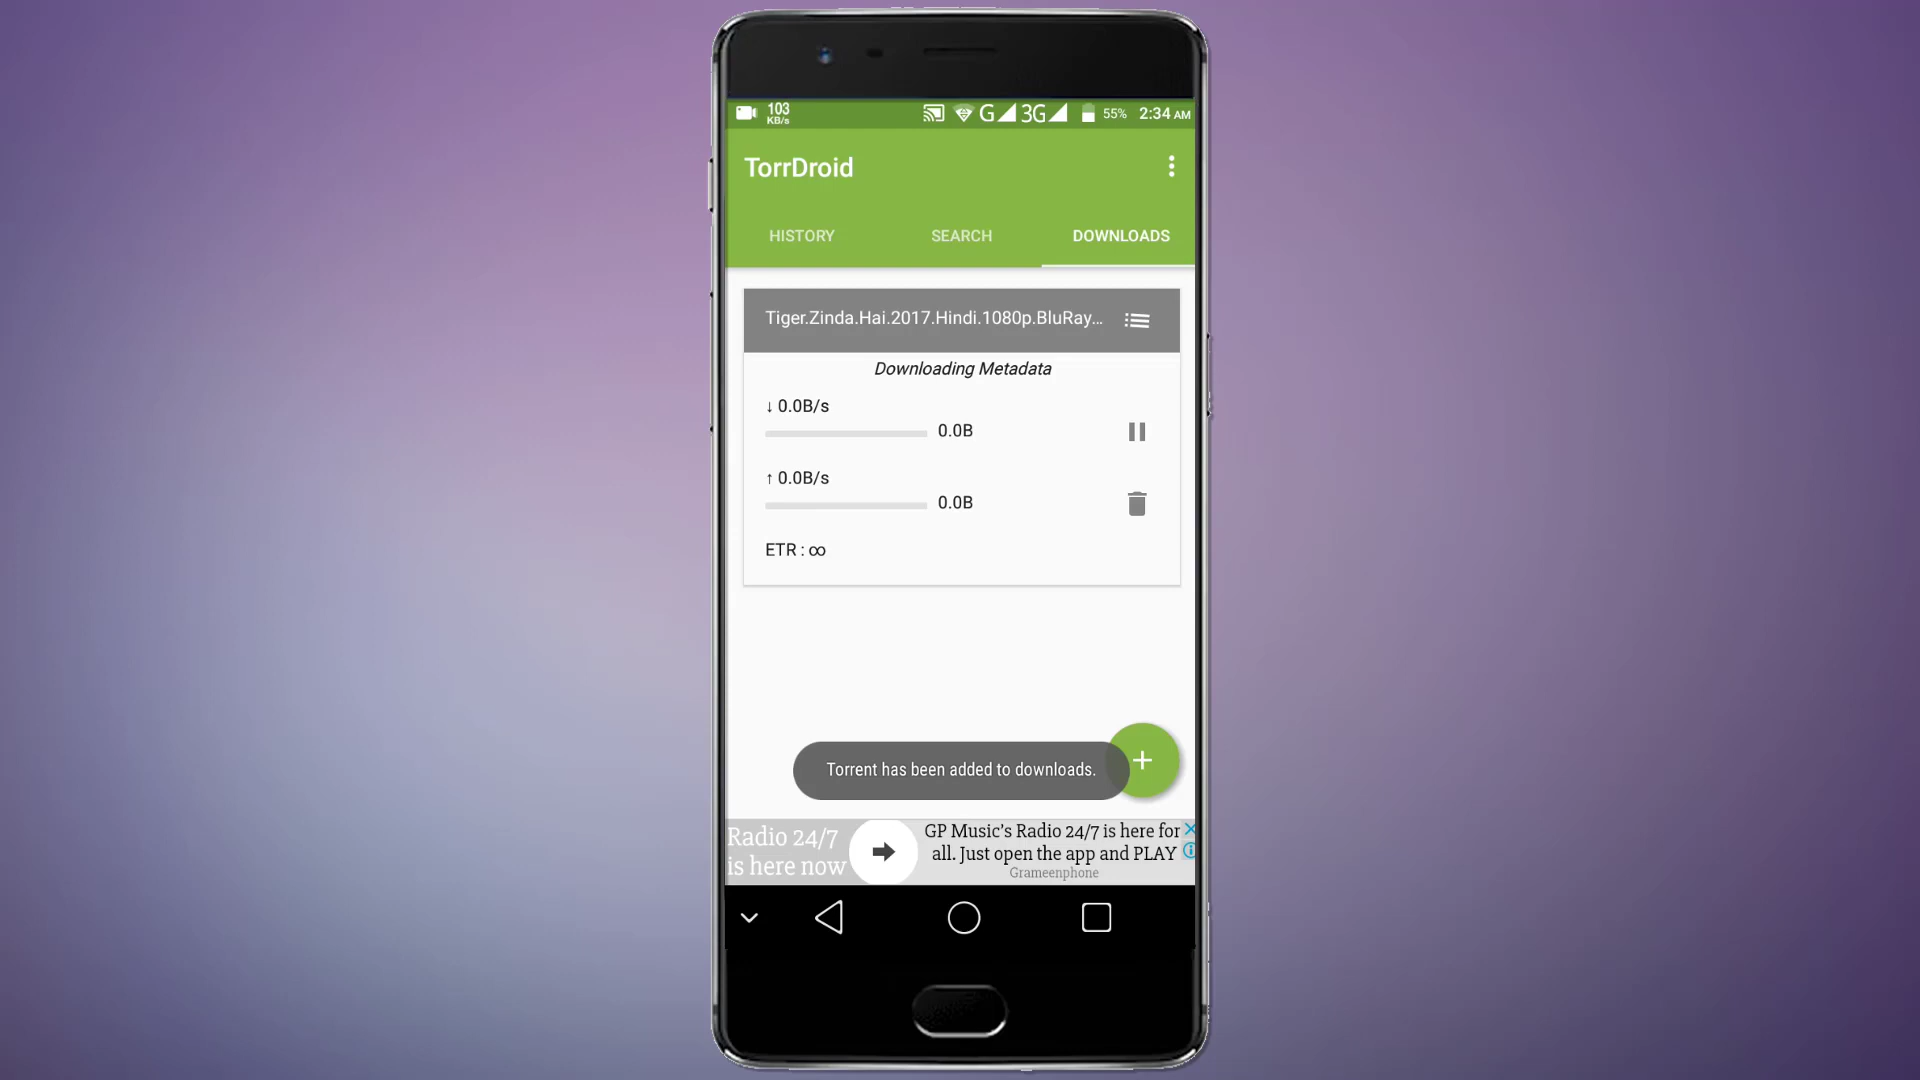 103
KB/s
G
3G
55%
2:34 AM
TorrDroid
HISTORY
SEARCH
DOWNLOADS
Tiger.Zinda.Hai.2017.Hindi.1080p.BluRay...
Downloading Metadata
↓ 0.0B/s
0.0B
↑ 0.0B/s
0.0B
ETR : ∞
Torrent has been added to downloads.
Radio 24/7
is here now
GP Music's Radio 24/7 is here for
all. Just open the app and PLAY
Grameenphone